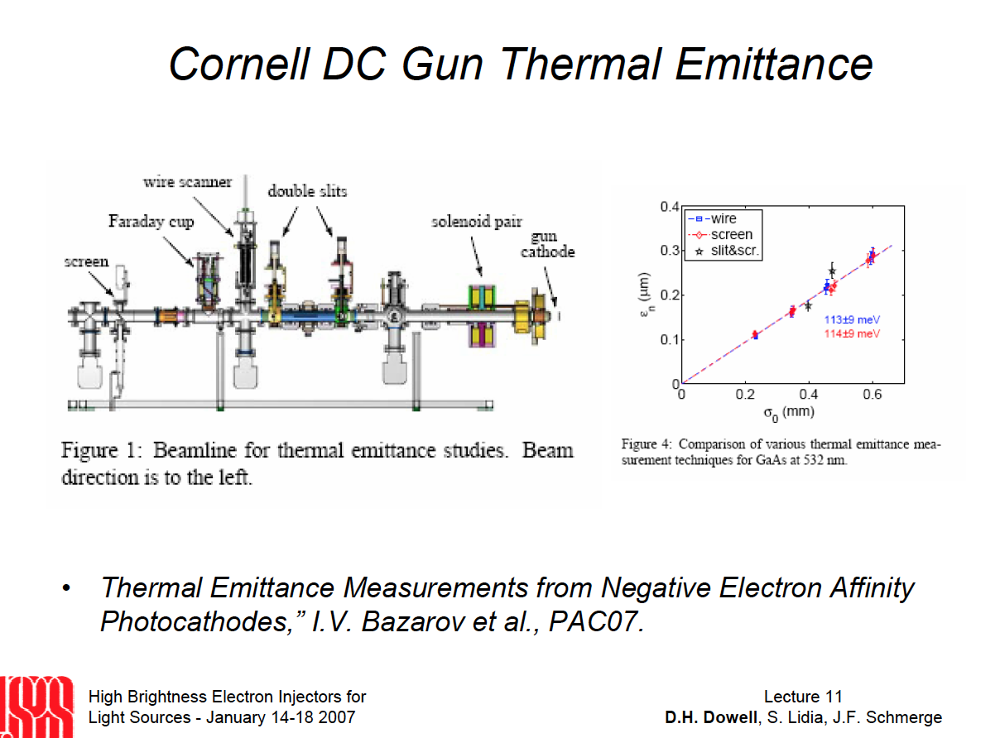 Cornell DC Gun Thermal Emittance
wire scanner
double slits
Faraday cup
solenoid pair
gun
cathode
screen
Figure 1: Beamline for thermal emittance studies. Beam
direction is to the left.
0.4
0.3
0.2
0.1
0
0
0.2
0.4
0.6
εn (μm)
σ0 (mm)
wire
screen
slit&scr.
113±9 meV
114±9 meV
Figure 4: Comparison of various thermal emittance mea-
surement techniques for GaAs at 532 nm.
• Thermal Emittance Measurements from Negative Electron Affinity
Photocathodes,” I.V. Bazarov et al., PAC07.
High Brightness Electron Injectors for
Light Sources - January 14-18 2007
Lecture 11
D.H. Dowell, S. Lidia, J.F. Schmerge